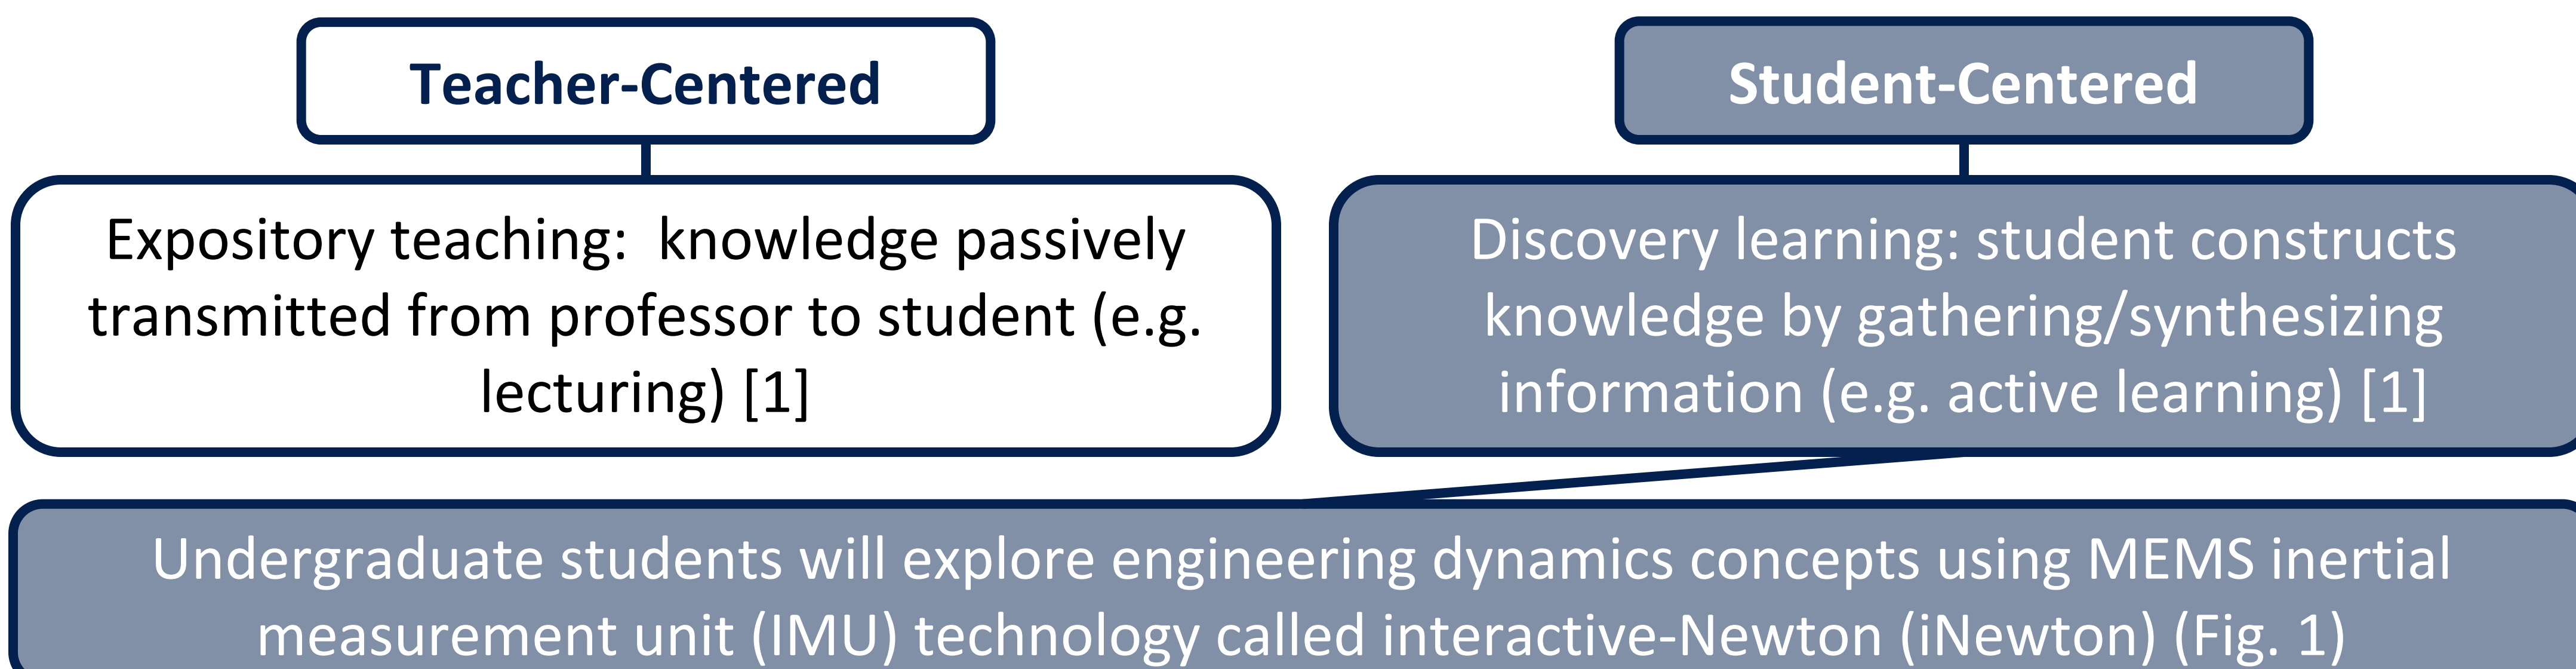 Teacher-Centered
Expository teaching:  knowledge passively
transmitted from professor to student (e.g.
lecturing) [1]
Student-Centered
Discovery learning: student constructs
knowledge by gathering/synthesizing
information (e.g. active learning) [1]
Undergraduate students will explore engineering dynamics concepts using MEMS inertial
measurement unit (IMU) technology called interactive-Newton (iNewton) (Fig. 1)